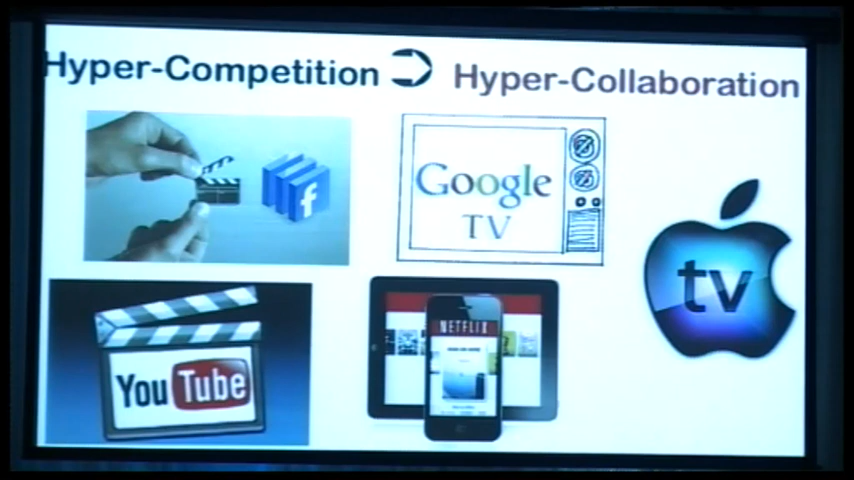 Hyper-Competition
Hyper-Collaboration
f
Google
TV
tv
You Tube
NETFLIX